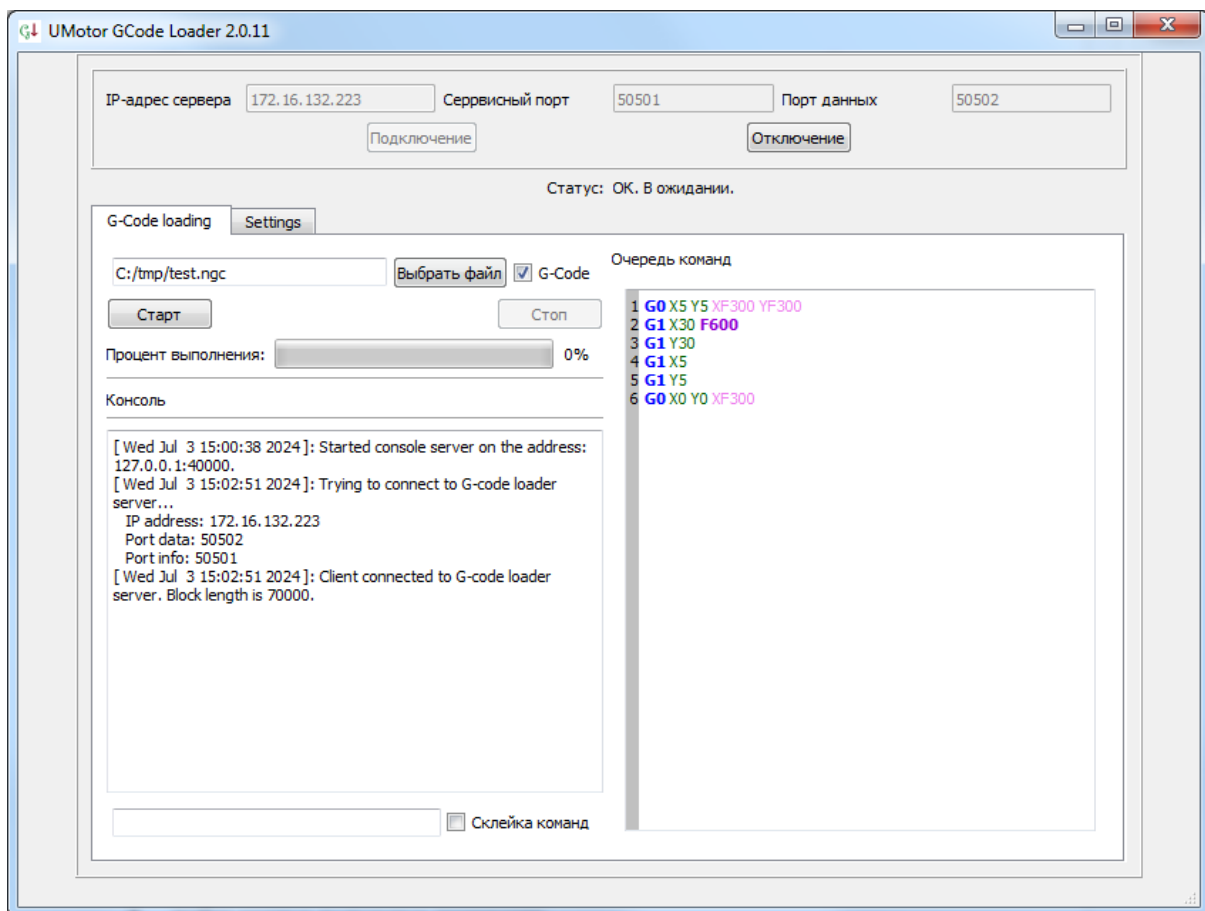 UMotor GCode Loader 2.0.11
IP-адрес сервера 172.16.132.223 Серрвисный порт 50501 Порт данных 50502
Подключение Отключение
Статус: ОК. В ожидании.
G-Code loading Settings
C:/tmp/test.ngc Выбрать файл G-Code
Старт Стоп
Процент выполнения: 0%
Консоль
[ Wed Jul 3 15:00:38 2024 ]: Started console server on the address:
127.0.0.1:40000.
[ Wed Jul 3 15:02:51 2024 ]: Trying to connect to G-code loader
server...
IP address: 172.16.132.223
Port data: 50502
Port info: 50501
[ Wed Jul 3 15:02:51 2024 ]: Client connected to G-code loader
server. Block length is 70000.
Склейка команд
Очередь команд
1 G0 X5 Y5 XF300 YF300
2 G1 X30 F600
3 G1 Y30
4 G1 X5
5 G1 Y5
6 G0 X0 Y0 XF300